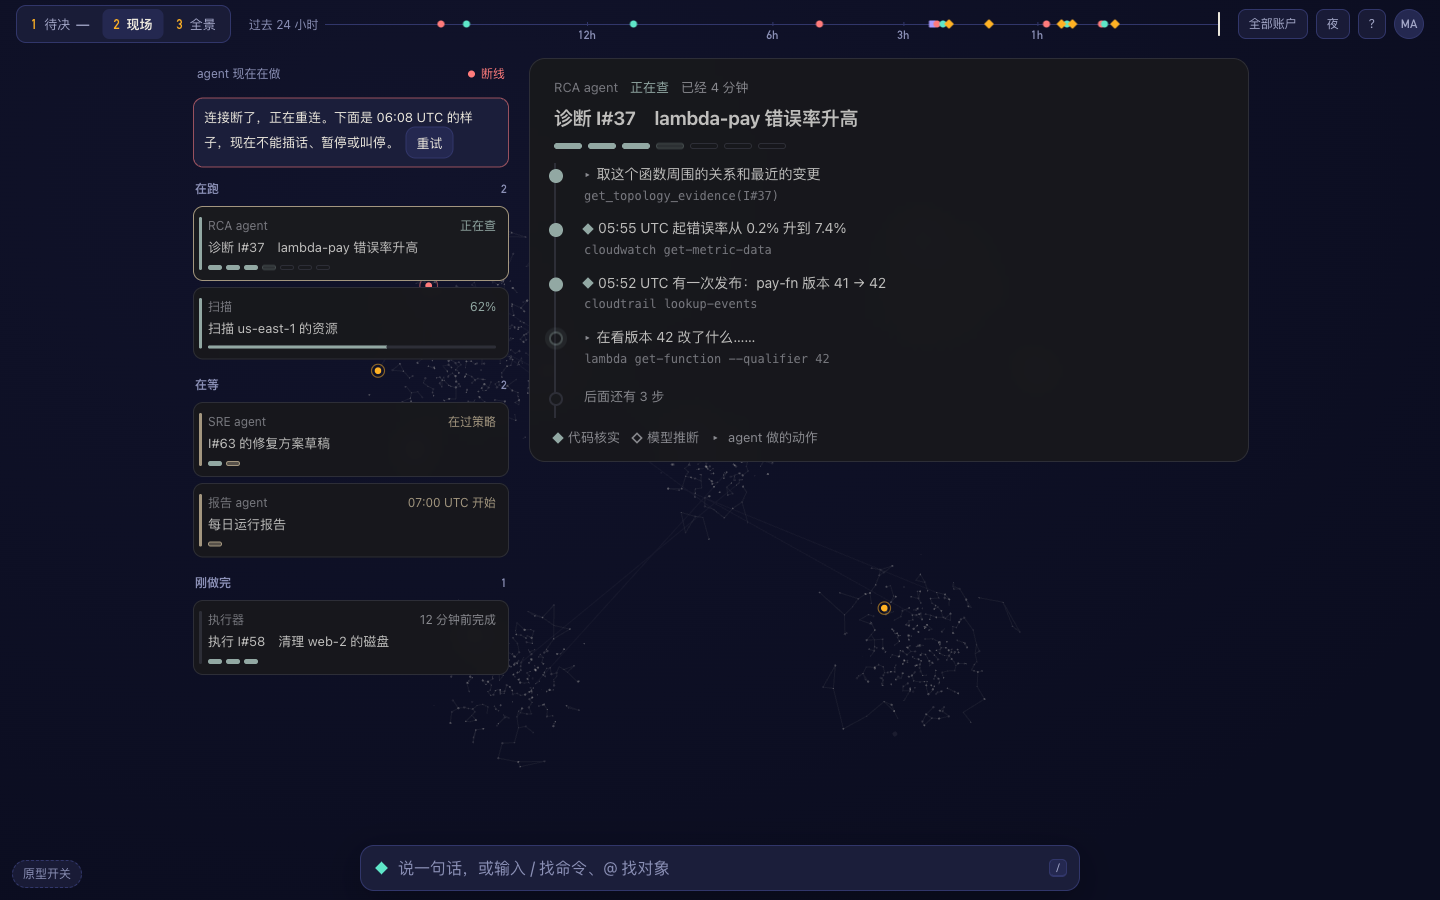 1 待决 — 2 现场 3 全景 过去 24 小时 12h 6h 3h 1h 全部账户 夜 ? MA
agent 现在在做 断线
连接断了，正在重连。下面是 06:08 UTC 的样
子，现在不能插话、暂停或叫停。 重试
在跑 2
RCA agent 正在查
诊断 I#37 lambda-pay 错误率升高
扫描 62%
扫描 us-east-1 的资源
在等 2
SRE agent 在过策略
I#63 的修复方案草稿
报告 agent 07:00 UTC 开始
每日运行报告
刚做完 1
执行器 12 分钟前完成
执行 I#58 清理 web-2 的磁盘
RCA agent 正在查 已经 4 分钟
诊断 I#37 lambda-pay 错误率升高
取这个函数周围的关系和最近的变更
get_topology_evidence(I#37)
05:55 UTC 起错误率从 0.2% 升到 7.4%
cloudwatch get-metric-data
05:52 UTC 有一次发布：pay-fn 版本 41 → 42
cloudtrail lookup-events
在看版本 42 改了什么……
lambda get-function --qualifier 42
后面还有 3 步
代码核实 模型推断 agent 做的动作
原型开关
说一句话，或输入 / 找命令、@ 找对象 /